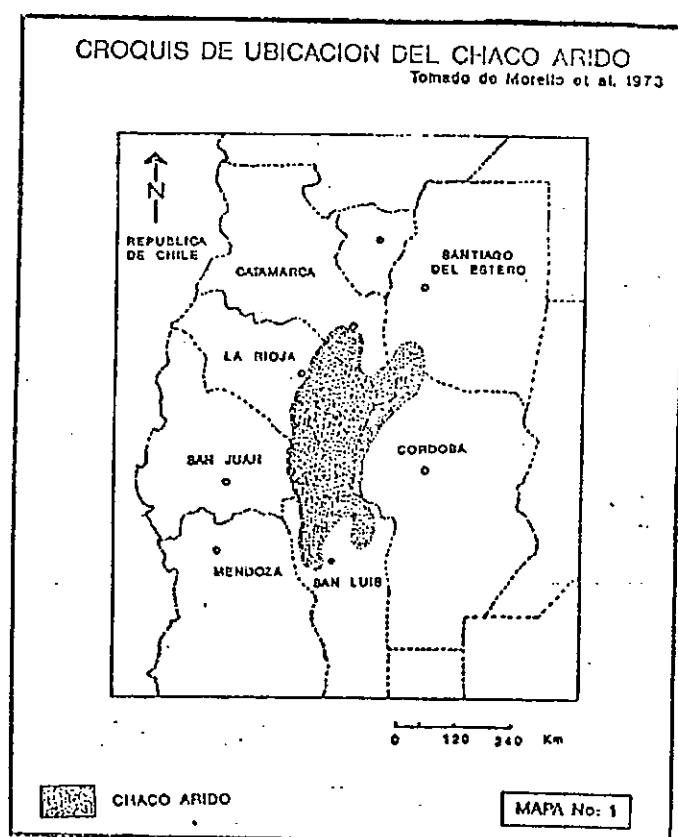 CROQUIS DE UBICACION DEL CHACO ARIDO
Tomado de Morello et al. 1973
N
REPUBLICA
DE CHILE
CATAMARCA
SANTIAGO
DEL ESTERO
LA RIOJA
SAN JUAN
CORDOBA
MENDOZA
SAN LUIS
0 120 240 Km
CHACO ARIDO
MAPA No: 1